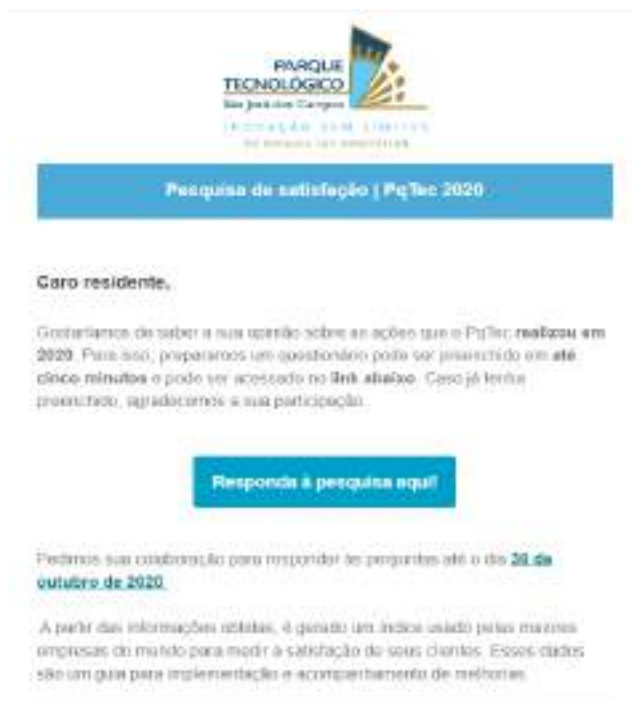 PARQUE
TECNOLÓGICO
São José dos Campos
INOVAÇÃO SEM LIMITES
Pesquisa de satisfação | PqTec 2020
Caro residente,
Gostaríamos de saber a sua opinião sobre as ações que o PqTec realizou em
2020. Para isso, preparamos um questionário pode ser preenchido em até
cinco minutos e pode ser acessado no link abaixo. Caso já tenha
preenchido, agradecemos a sua participação.
Responda à pesquisa aqui!
Pedimos sua colaboração para responder às perguntas até o dia 30 de
outubro de 2020.
A partir das informações obtidas, é gerado um índice usado pelas maiores
empresas do mundo para medir a satisfação de seus clientes. Esses dados
são um guia para implementação e acompanhamento de melhorias.